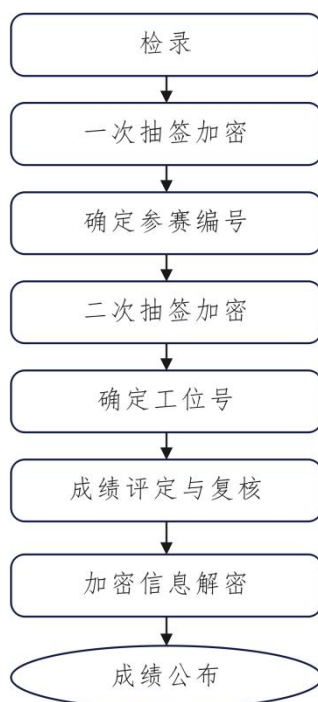 检录
一次抽签加密
确定参赛编号
二次抽签加密
确定工位号
成绩评定与复核
加密信息解密
成绩公布